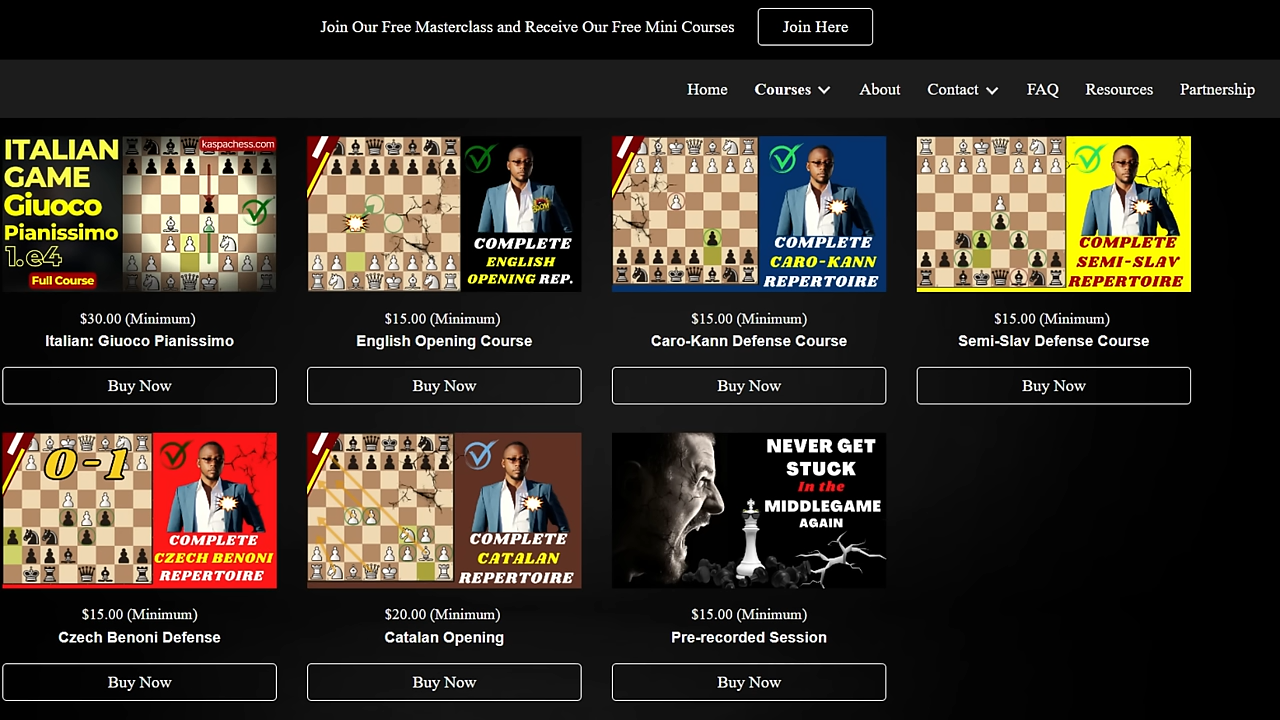 Join Our Free Masterclass and Receive Our Free Mini Courses
Join Here
Home
Courses
About
Contact
FAQ
Resources
Partnership
ITALIAN
GAME
Giuoco
Pianissimo
1.e4
Full Course
kaspachess.com
COMPLETE
ENGLISH
OPENING REP.
COMPLETE
CARO-KANN
REPERTOIRE
COMPLETE
SEMI-SLAV
REPERTOIRE
$30.00 (Minimum)
Italian: Giuoco Pianissimo
Buy Now
$15.00 (Minimum)
English Opening Course
Buy Now
$15.00 (Minimum)
Caro-Kann Defense Course
Buy Now
$15.00 (Minimum)
Semi-Slav Defense Course
Buy Now
0-1
COMPLETE
CZECH BENONI
REPERTOIRE
COMPLETE
CATALAN
REPERTOIRE
NEVER GET
STUCK
In the
MIDDLEGAME
AGAIN
$15.00 (Minimum)
Czech Benoni Defense
Buy Now
$20.00 (Minimum)
Catalan Opening
Buy Now
$15.00 (Minimum)
Pre-recorded Session
Buy Now